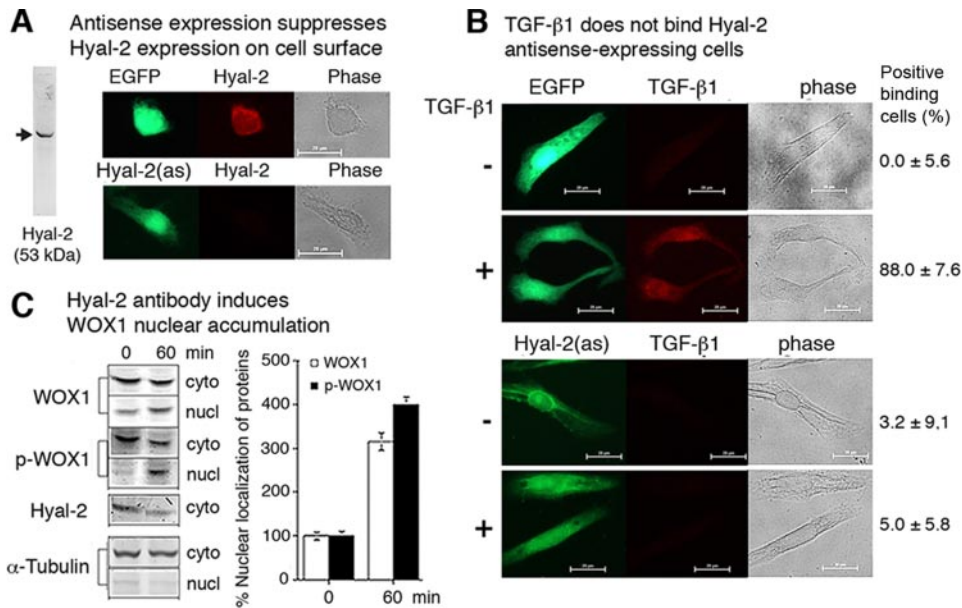 A
Antisense expression suppresses
Hyal-2 expression on cell surface
EGFP Hyal-2 Phase
Hyal-2(as) Hyal-2 Phase
Hyal-2
(53 kDa)
B
TGF-β1 does not bind Hyal-2
antisense-expressing cells
Positive
binding
cells (%)
EGFP TGF-β1 phase
TGF-β1
- 0.0 ± 5.6
+ 88.0 ± 7.6
Hyal-2(as) TGF-β1 phase
- 3.2 ± 9.1
+ 5.0 ± 5.8
C
Hyal-2 antibody induces
WOX1 nuclear accumulation
0 60 min
WOX1 cyto
nucl
p-WOX1 cyto
nucl
Hyal-2 cyto
α-Tubulin cyto
nucl
% Nuclear localization of proteins
500
400
300
200
100
0
WOX1
p-WOX1
0 60 min